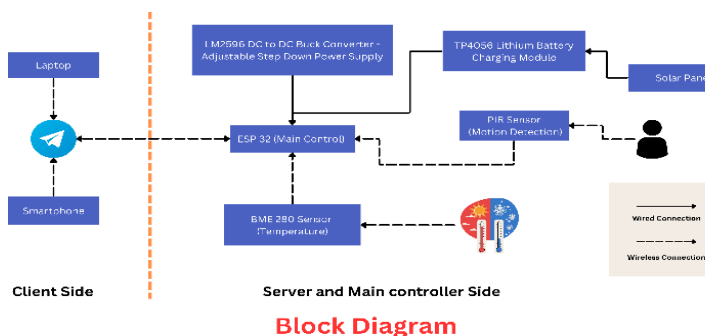 LM2596 DC to DC Buck Converter -
Adjustable Step Down Power Supply
TP4056 Lithium Battery
Charging Module
Laptop
Solar Pane
PIR Sensor
(Motion Detection)
ESP 32 (Main Control)
Smartphone
BME 280 Sensor
(Temperature)
Wired Connection
Wireless Connection
Client Side
Server and Main controller Side
Block Diagram